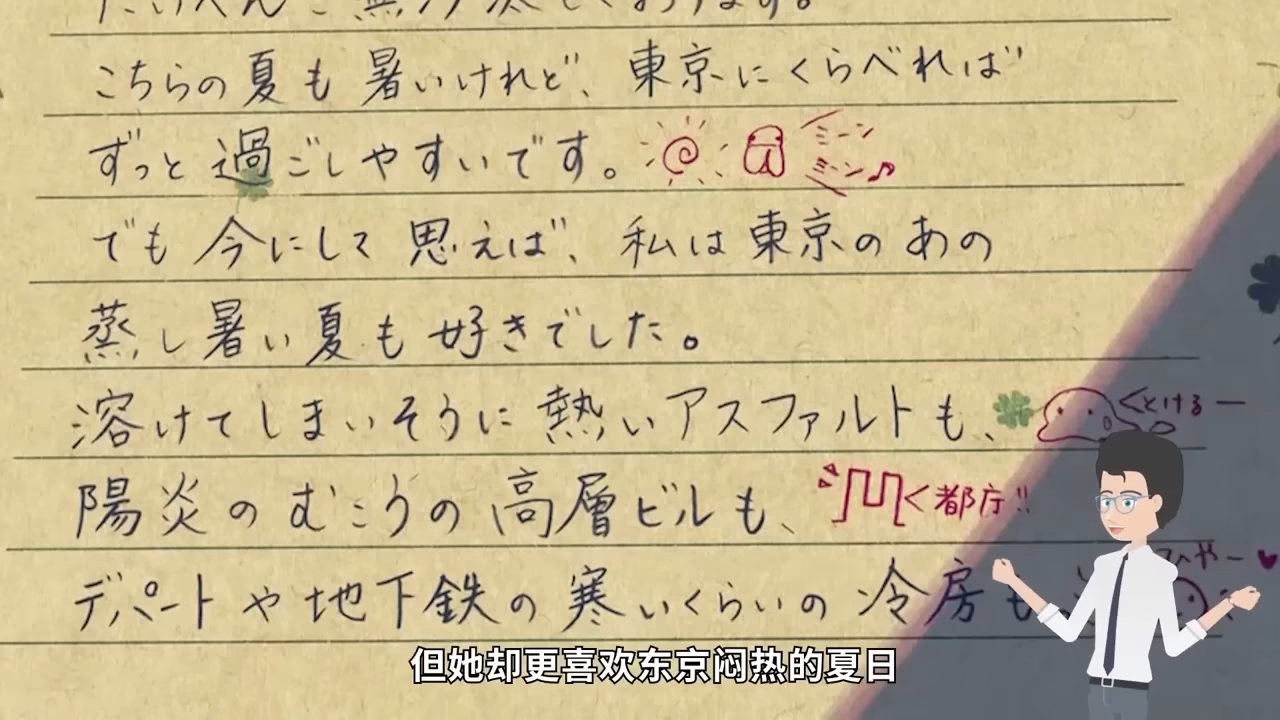 こちらの夏も暑いけれど、東京にくらべれば
ずっと過ごしやすいです。 ミーン ミーン♪
でも今にして思えば、私は東京のあの
蒸し暑い夏も好きでした。
溶けてしまいそうに熱いアスファルトも、 とけるー
陽炎のむこうの高層ビルも、 都庁!!
デパートや地下鉄の寒いくらいの冷房も
ひやー♥
但她却更喜欢东京闷热的夏日